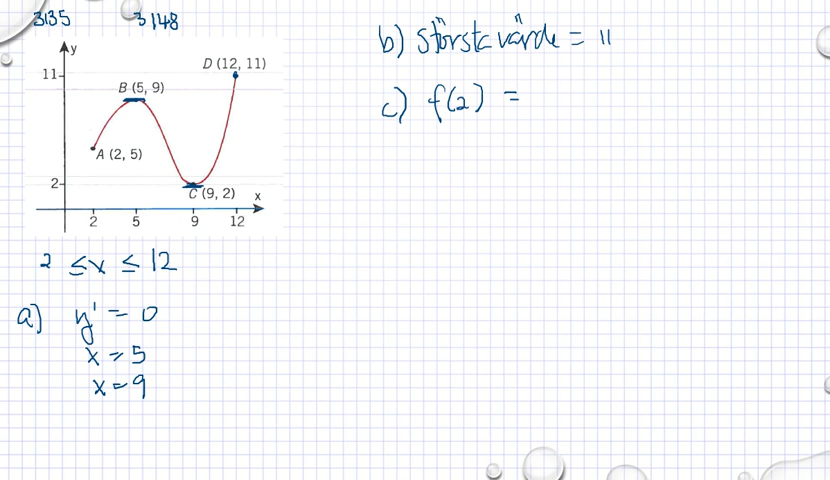 3135 3148
y
11
D (12, 11)
B (5, 9)
A (2, 5)
2
C (9, 2)
x
2 5 9 12
2 ≤ x ≤ 12
a) y' = 0
x = 5
x = 9
b) största värde = 11
c) f(2) =